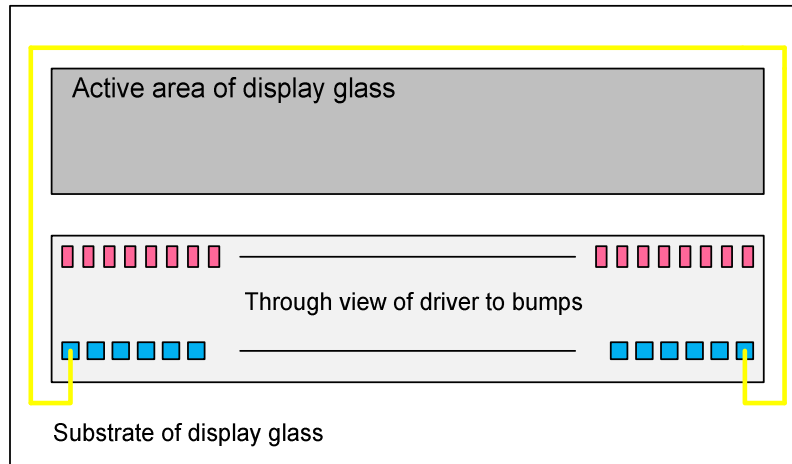 Active area of display glass
Through view of driver to bumps
Substrate of display glass